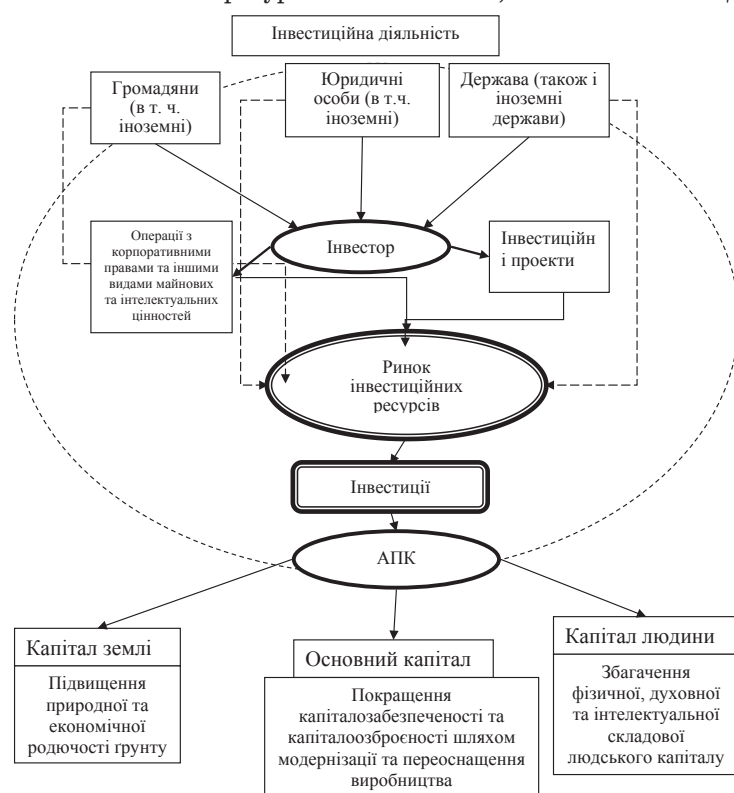 Інвестиційна діяльність
Громадяни
(в т. ч.
іноземні)
Юридичні
особи (в т.ч.
іноземні)
Держава (також і
іноземні
держави)
Операції з
корпоративними
правами та іншими
видами майнових
та інтелектуальних
цінностей
Інвестор
Інвестиційн
і проекти
Ринок
інвестиційних
ресурсів
Інвестиції
АПК
Капітал землі
Підвищення
природної та
економічної
родючості ґрунту
Основний капітал
Покращення
капіталозабезпеченості та
капіталоозброєності шляхом
модернізації та переоснащення
виробництва
Капітал людини
Збагачення
фізичної, духовної
та інтелектуальної
складової
людського капіталу